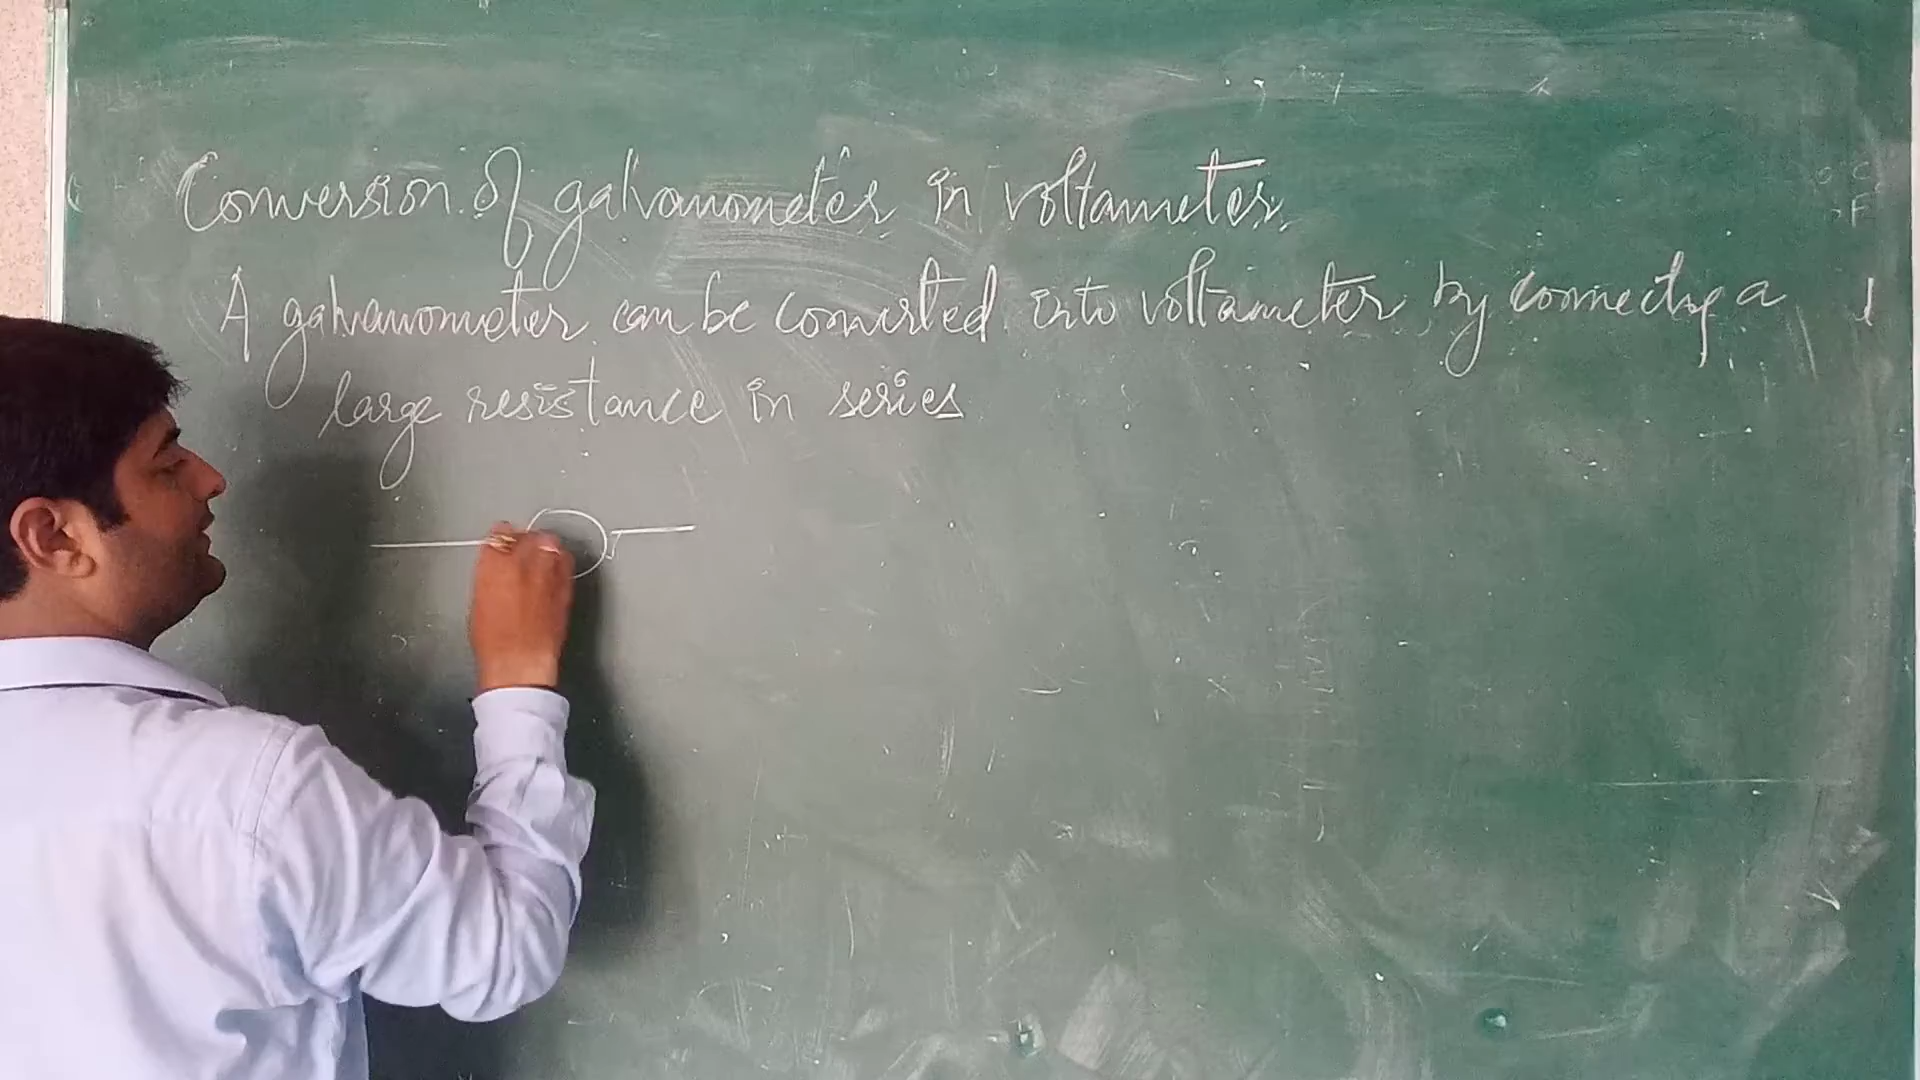 Conversion of galvanometer in voltameter.
A galvanometer can be converted into voltameter by connecting a
large resistance in series